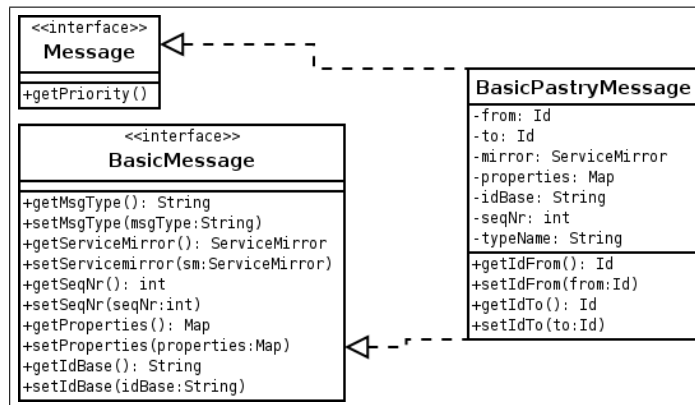 <<interface>>
Message
+getPriority()
<<interface>>
BasicMessage
+getMsgType(): String
+setMsgType(msgType:String)
+getServiceMirror(): ServiceMirror
+setServicemirror(sm:ServiceMirror)
+getSeqNr(): int
+setSeqNr(seqNr:int)
+getProperties(): Map
+setProperties(properties:Map)
+getIdBase(): String
+setIdBase(idBase:String)
BasicPastryMessage
-from: Id
-to: Id
-mirror: ServiceMirror
-properties: Map
-idBase: String
-seqNr: int
-typeName: String
+getIdFrom(): Id
+setIdFrom(from:Id)
+getIdTo(): Id
+setIdTo(to:Id)